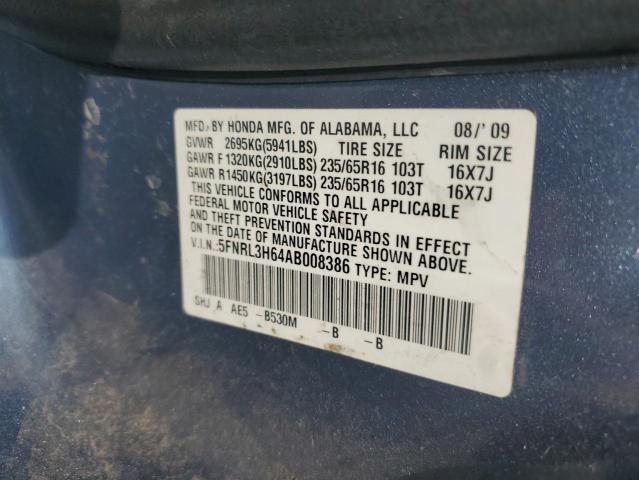 MFD. BY HONDA MFG. OF ALABAMA, LLC 08/'09
GVWR 2695KG(5941LBS) TIRE SIZE RIM SIZE
GAWR F 1320KG(2910LBS) 235/65R16 103T 16X7J
GAWR R1450KG(3197LBS) 235/65R16 103T 16X7J
THIS VEHICLE CONFORMS TO ALL APPLICABLE
FEDERAL MOTOR VEHICLE SAFETY
AND THEFT PREVENTION STANDARDS IN EFFECT
ON THE DATE OF MANUFACTURE SHOWN ABOVE.
V.I.N.:5FNRL3H64AB008386 TYPE: MPV
SHJ A AE5 -B530M -B -B